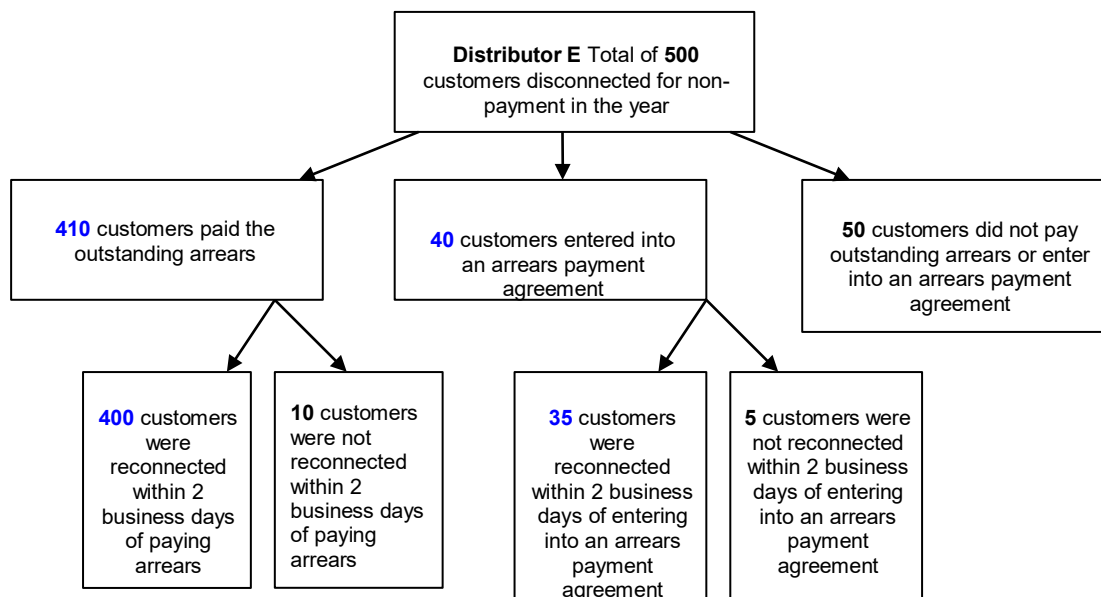 Distributor E Total of 500
customers disconnected for non-
payment in the year
410 customers paid the
outstanding arrears
40 customers entered into
an arrears payment
agreement
50 customers did not pay
outstanding arrears or enter
into an arrears payment
agreement
400 customers
were
reconnected
within 2
business days
of paying
arrears
10 customers
were not
reconnected
within 2
business days
of paying
arrears
35 customers
were
reconnected
within 2 business
days of entering
into an arrears
payment
agreement
5 customers were
not reconnected
within 2 business
days of entering
into an arrears
payment
agreement